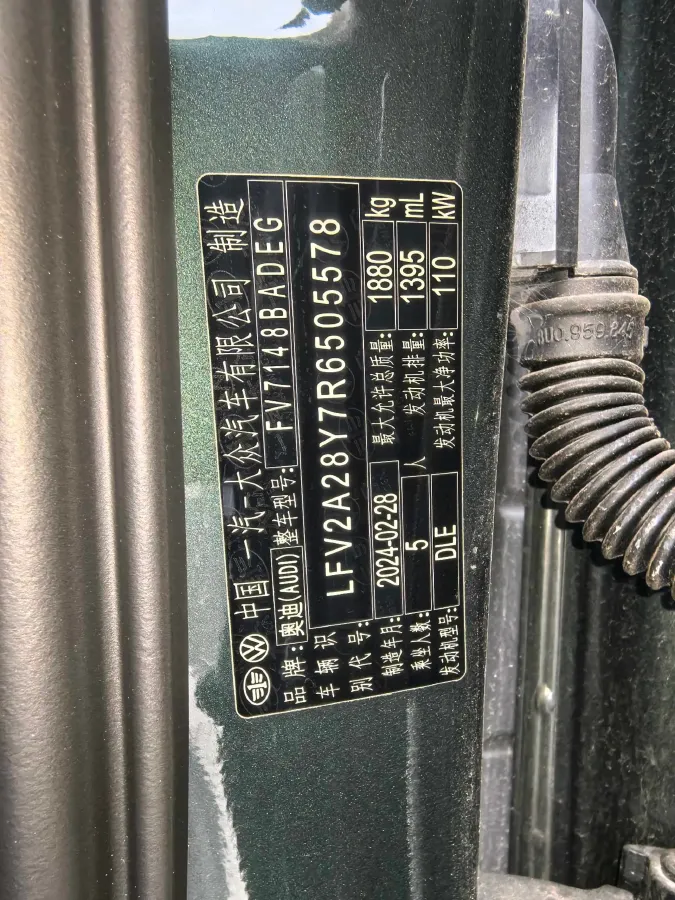 中国 一汽-大众汽车有限公司 制造
品牌: 奥迪(AUDI) 整车型号: FV7148BADEG
车辆识别代号: LFV2A28Y7R6505578
制造年月: 2024-02-28 最大允许总质量: 1880 kg
乘坐人数: 5 人 发动机排量: 1395 mL
发动机型号: DLE 发动机最大净功率: 110 kW
8U0.959.245